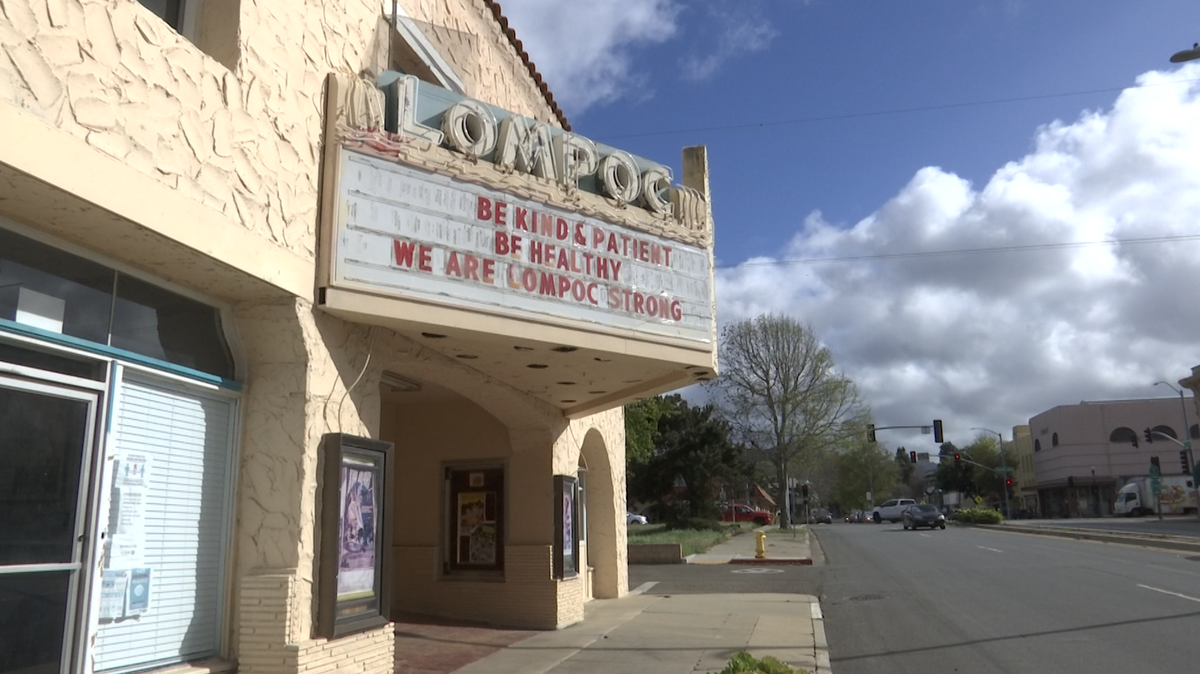 LOMPOC
BE KIND & PATIENT
BE HEALTHY
WE ARE LOMPOC STRONG